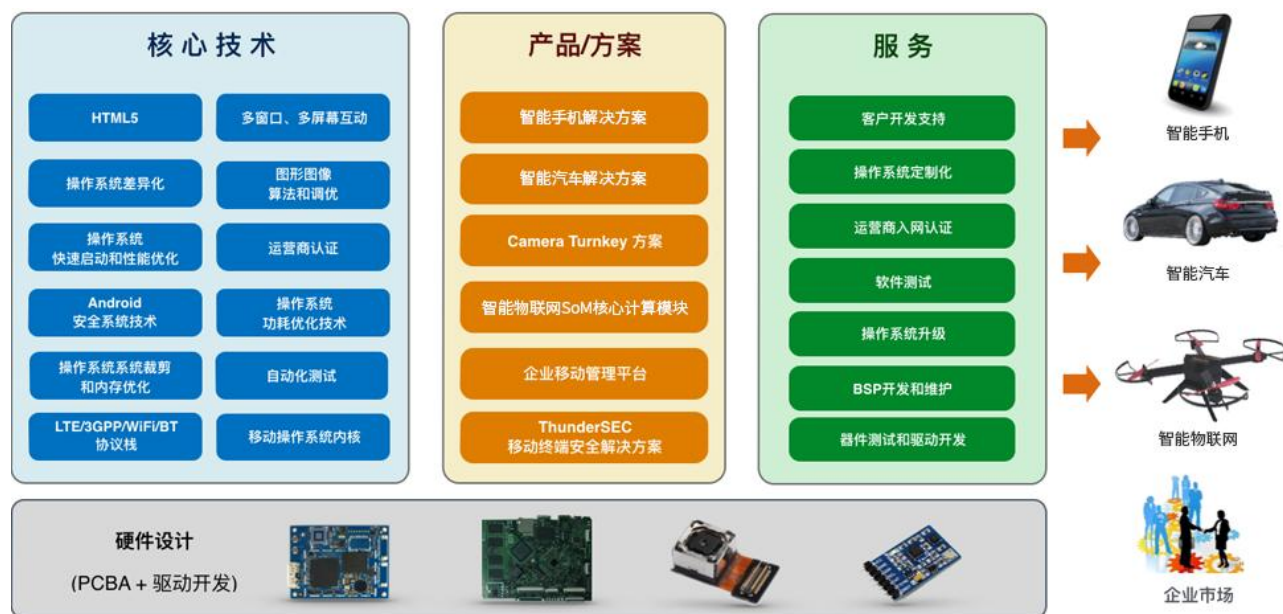 核心技术
HTML5
多窗口、多屏幕互动
操作系统差异化
图形图像
算法和调优
操作系统
快速启动和性能优化
运营商认证
Android
安全系统技术
操作系统
功耗优化技术
操作系统系统裁剪
和内存优化
自动化测试
LTE/3GPP/WiFi/BT
协议栈
移动操作系统内核
产品/方案
智能手机解决方案
智能汽车解决方案
Camera Turnkey 方案
智能物联网SoM核心计算模块
企业移动管理平台
ThunderSEC
移动终端安全解决方案
服务
客户开发支持
操作系统定制化
运营商入网认证
软件测试
操作系统升级
BSP开发和维护
器件测试和驱动开发
智能手机
智能汽车
智能物联网
企业市场
硬件设计
(PCBA + 驱动开发)